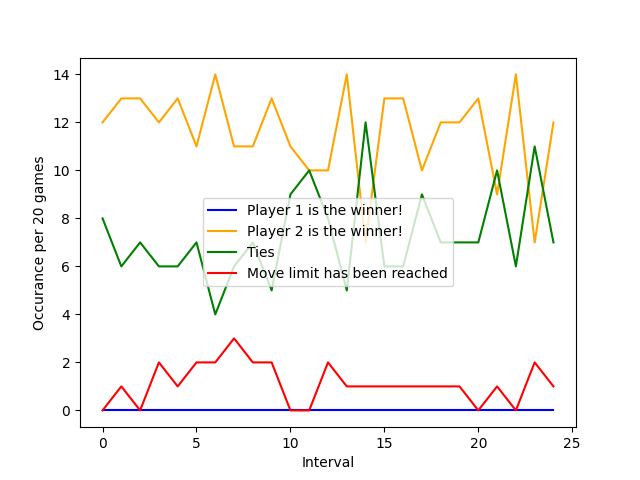 14
12
10
8
6
4
2
0
Occurance per 20 games
Player 1 is the winner!
Player 2 is the winner!
Ties
Move limit has been reached
0 5 10 15 20 25
Interval